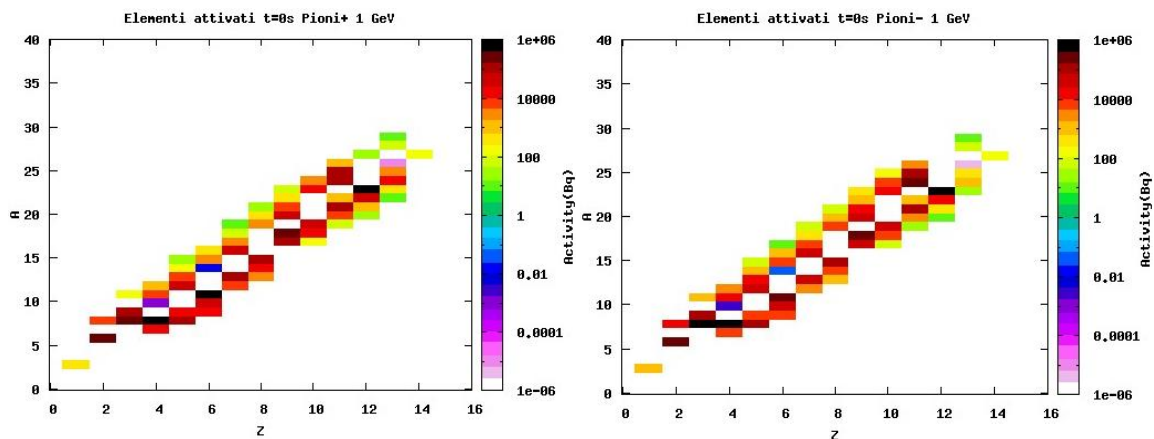 Elementi attivati t=0s Pioni+ 1 GeV
40
35
30
25
20
15
10
5
0
A
0 2 4 6 8 10 12 14 16
Z
1e+06
10000
100
1
0.01
0.0001
1e-06
Activity(Bq)
Elementi attivati t=0s Pioni- 1 GeV
40
35
30
25
20
15
10
5
0
A
0 2 4 6 8 10 12 14 16
Z
1e+06
10000
100
1
0.01
0.0001
1e-06
Activity(Bq)